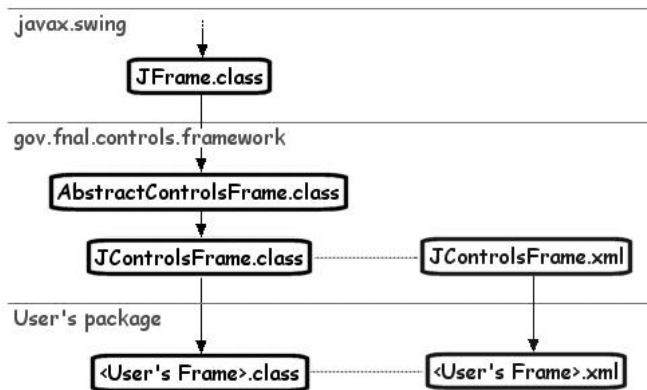 javax.swing
JFrame.class
gov.fnal.controls.framework
AbstractControlsFrame.class
JControlsFrame.class JControlsFrame.xml
User's package
<User's Frame>.class <User's Frame>.xml